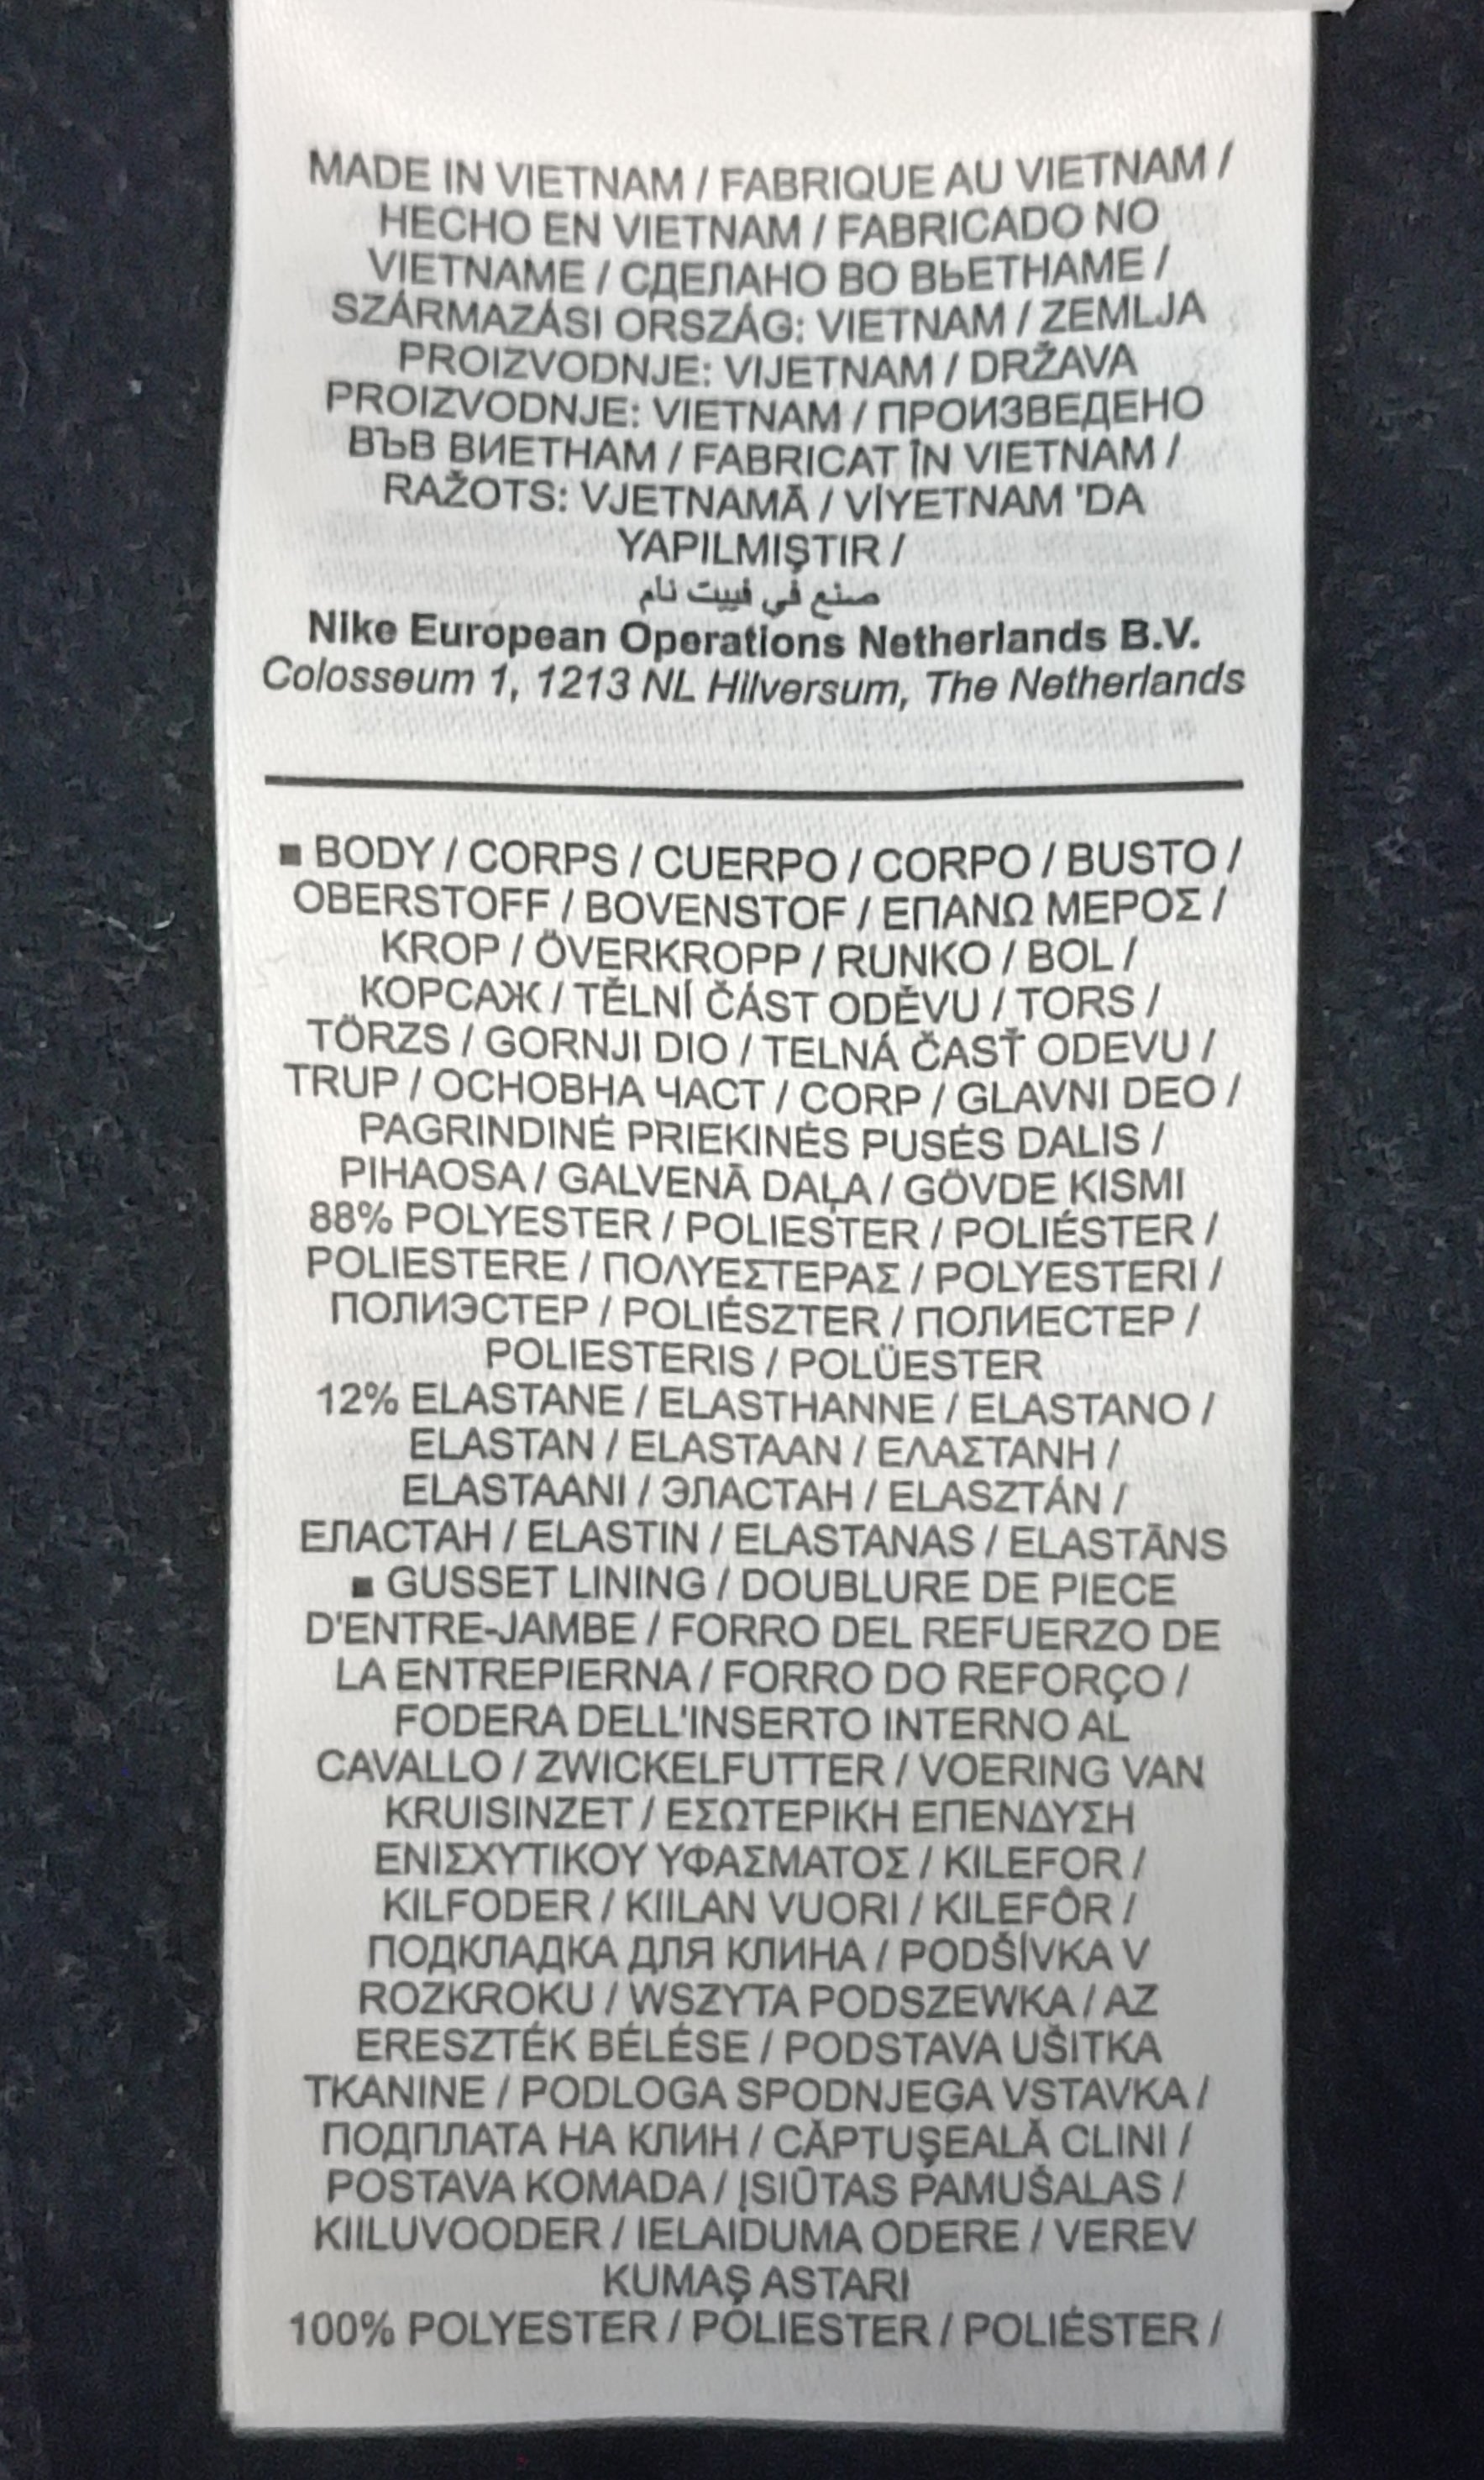 MADE IN VIETNAM / FABRIQUE AU VIETNAM /
HECHO EN VIETNAM / FABRICADO NO
VIETNAME / СДЕЛАНО ВО ВЬЕТНАМЕ /
SZÁRMAZÁSI ORSZÁG: VIETNAM / ZEMLJA
PROIZVODNJE: VIJETNAM / DRŽAVA
PROIZVODNJE: VIETNAM / ПРОИЗВЕДЕНО
ВЪВ ВИЕТНАМ / FABRICAT ÎN VIETNAM /
RAŽOTS: VJETNAMĀ / VİYETNAM 'DA
YAPILMIŞTIR /
صنع في فييت نام
Nike European Operations Netherlands B.V.
Colosseum 1, 1213 NL Hilversum, The Netherlands
■ BODY / CORPS / CUERPO / CORPO / BUSTO /
OBERSTOFF / BOVENSTOF / ΕΠΑΝΩ ΜΕΡΟΣ /
KROP / ÖVERKROPP / RUNKO / BOL /
КОРСАЖ / TĚLNÍ ČÁST ODĚVU / TORS /
TÖRZS / GORNJI DIO / TELNÁ ČASŤ ODEVU /
TRUP / ОСНОВНА ЧАСТ / CORP / GLAVNI DEO /
PAGRINDINĖ PRIEKINĖS PUSĖS DALIS /
PIHAOSA / GALVENĀ DAĻA / GÖVDE KISMI
88% POLYESTER / POLIESTER / POLIÉSTER /
POLIESTERE / ΠΟΛΥΕΣΤΕΡΑΣ / POLYESTERI /
ПОЛИЭСТЕР / POLIÉSZTER / ПОЛИЕСТЕР /
POLIESTERIS / POLÜESTER
12% ELASTANE / ELASTHANNE / ELASTANO /
ELASTAN / ELASTAAN / ΕΛΑΣΤΑΝΗ /
ELASTAANI / ЭЛАСТАН / ELASZTÁN /
ЕЛАСТАН / ELASTIN / ELASTANAS / ELASTĀNS
■ GUSSET LINING / DOUBLURE DE PIECE
D'ENTRE-JAMBE / FORRO DEL REFUERZO DE
LA ENTREPIERNA / FORRO DO REFORÇO /
FODERA DELL'INSERTO INTERNO AL
CAVALLO / ZWICKELFUTTER / VOERING VAN
KRUISINZET / ΕΣΩΤΕΡΙΚΗ ΕΠΕΝΔΥΣΗ
ΕΝΙΣΧΥΤΙΚΟΥ ΥΦΑΣΜΑΤΟΣ / KILEFOR /
KILFODER / KIILAN VUORI / KILEFÔR /
ПОДКЛАДКА ДЛЯ КЛИНА / PODŠÍVKA V
ROZKROKU / WSZYTA PODSZEWKA / AZ
ERESZTÉK BÉLÉSE / PODSTAVA UŠITKA
TKANINE / PODLOGA SPODNJEGA VSTAVKA /
ПОДПЛАТА НА КЛИН / CĂPTUŞEALĂ CLINI /
POSTAVA KOMADA / ĮSIŪTAS PAMUŠALAS /
KIILUVOODER / IELAIDUMA ODERE / VEREV
KUMAŞ ASTARI
100% POLYESTER / POLIESTER / POLIÉSTER /